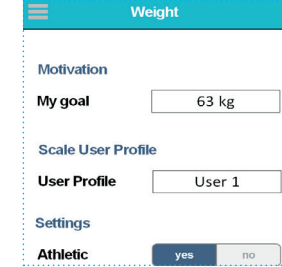 Weight
Motivation
My goal 63 kg
Scale User Profile
User Profile User 1
Settings
Athletic yes no